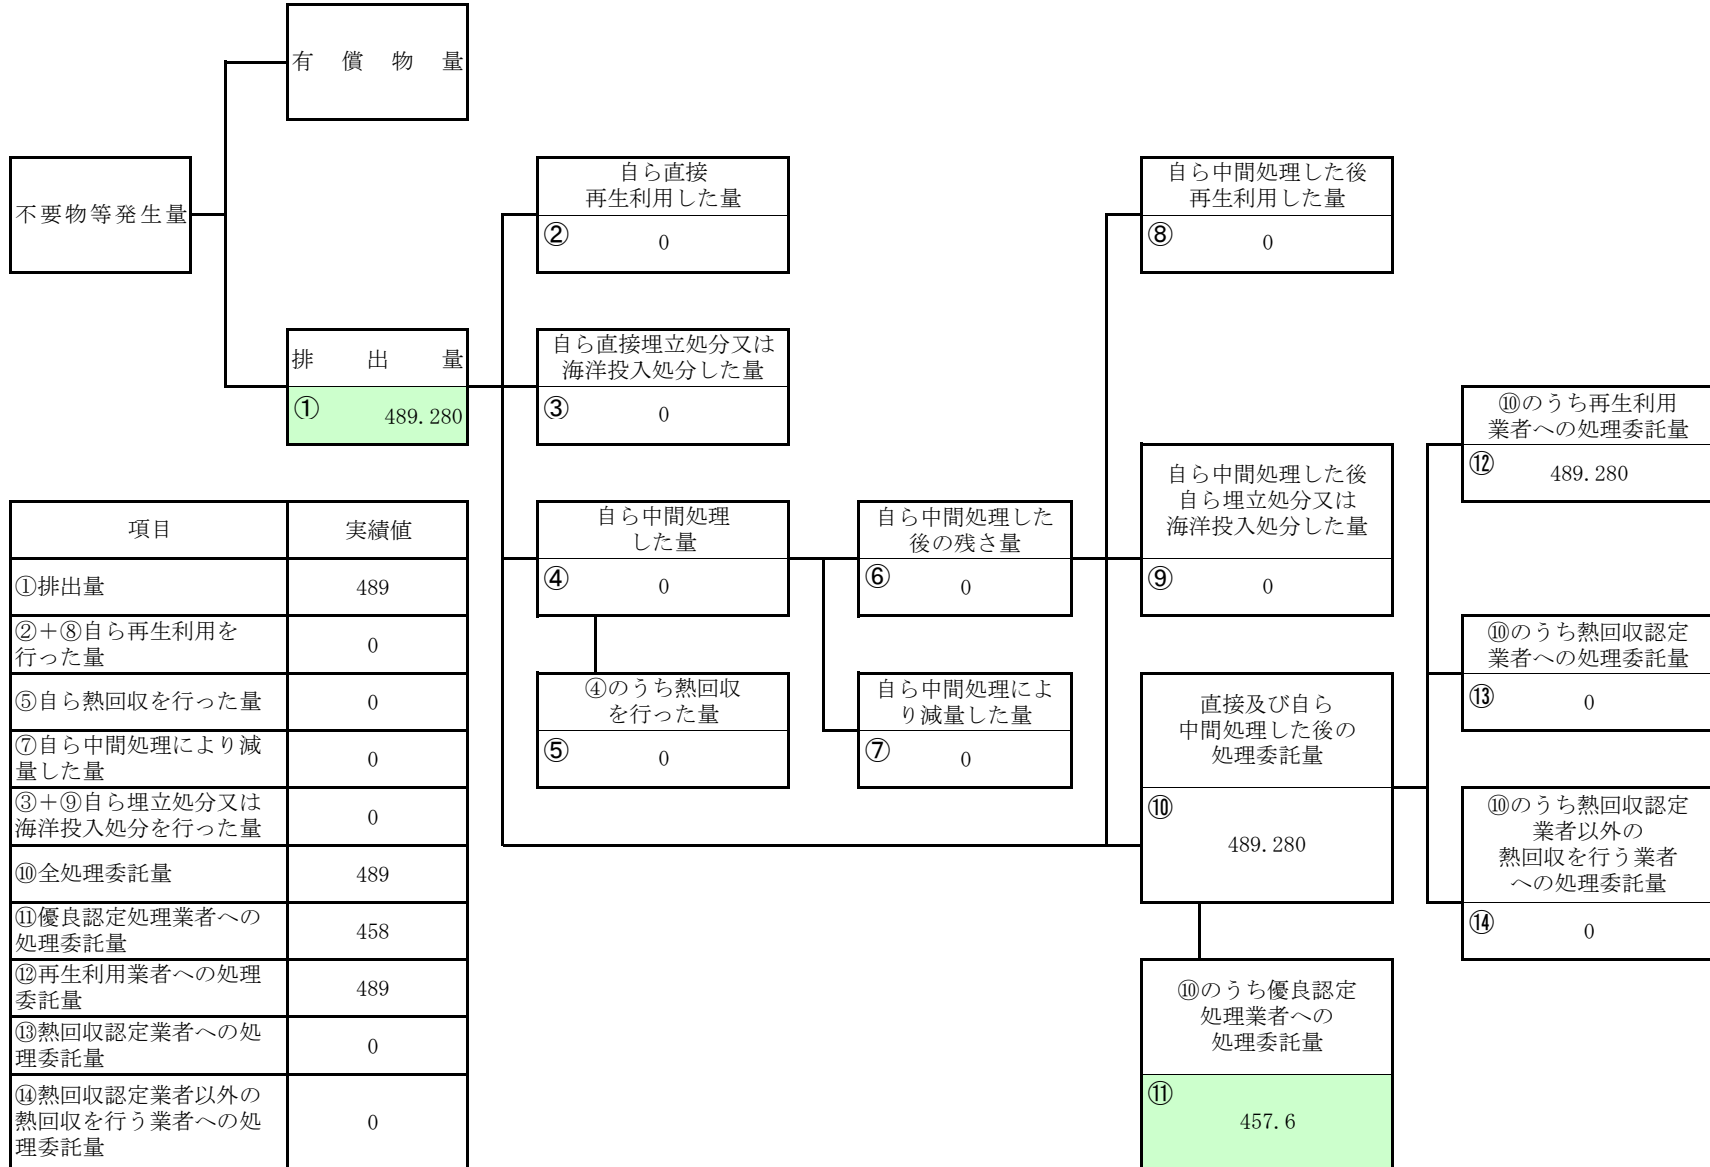 有償物量
不要物等発生量
排出量
①
489.280
自ら直接
再生利用した量
②
0
自ら直接埋立処分又は
海洋投入処分した量
③
0
自ら中間処理
した量
④
0
④のうち熱回収
を行った量
⑤
0
自ら中間処理した
後の残さ量
⑥
0
自ら中間処理によ
り減量した量
⑦
0
自ら中間処理した後
再生利用した量
⑧
0
自ら中間処理した後
自ら埋立処分又は
海洋投入処分した量
⑨
0
直接及び自ら
中間処理した後の
処理委託量
⑩
489.280
⑩のうち優良認定
処理業者への
処理委託量
⑪
457.6
⑩のうち再生利用
業者への処理委託量
⑫
489.280
⑩のうち熱回収認定
業者への処理委託量
⑬
0
⑩のうち熱回収認定
業者以外の
熱回収を行う業者
への処理委託量
⑭
0
項目 実績値
①排出量 489
②＋⑧自ら再生利用を
行った量 0
⑤自ら熱回収を行った量 0
⑦自ら中間処理により減
量した量 0
③＋⑨自ら埋立処分又は
海洋投入処分を行った量 0
⑩全処理委託量 489
⑪優良認定処理業者への
処理委託量 458
⑫再生利用業者への処理
委託量 489
⑬熱回収認定業者への処
理委託量 0
⑭熱回収認定業者以外の
熱回収を行う業者への処
理委託量 0